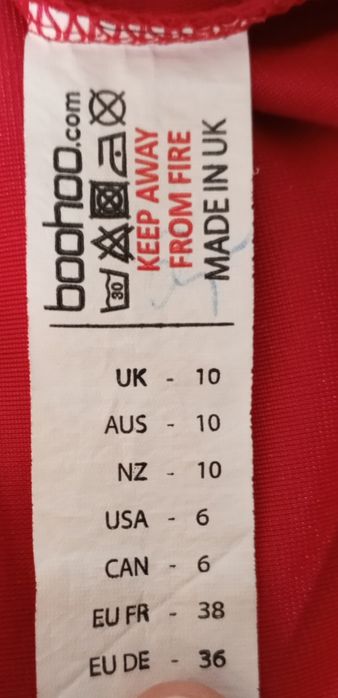 boohoo.com
30
KEEP AWAY
FROM FIRE
MADE IN UK
UK - 10
AUS - 10
NZ - 10
USA - 6
CAN - 6
EU FR - 38
EU DE - 36